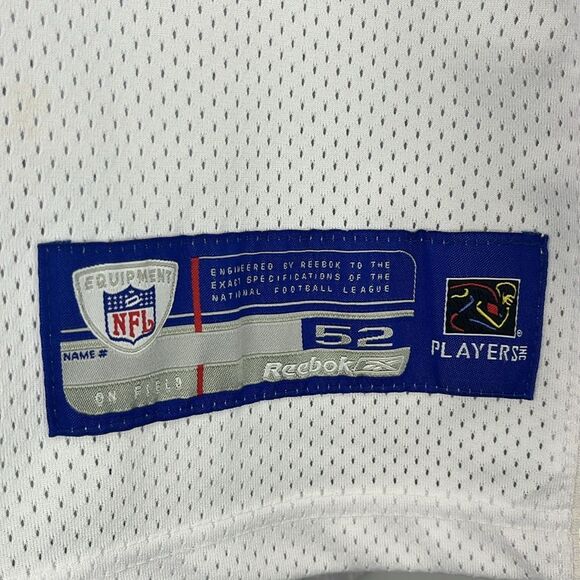 EQUIPMENT
NFL
ENGINEERED BY REEBOK TO THE
EXACT SPECIFICATIONS OF THE
NATIONAL FOOTBALL LEAGUE
NAME #
52
ON FIELD
Reebok
®
PLAYERS INC